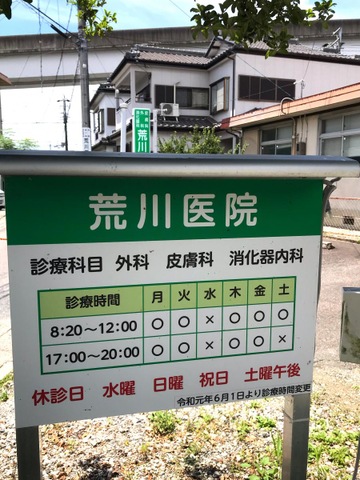 荒川
荒川医院
診療科目 外科 皮膚科 消化器内科
診療時間 月 火 水 木 金 土
8:20～12:00 〇 〇 × 〇 〇 〇
17:00～20:00 〇 〇 × 〇 〇 ×
休診日 水曜 日曜 祝日 土曜午後
令和元年6月1日より診療時間変更